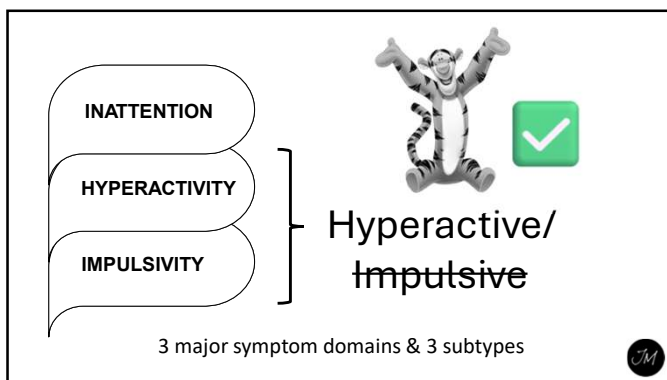 INATTENTION
HYPERACTIVITY
IMPULSIVITY
Hyperactive/
Impulsive
3 major symptom domains & 3 subtypes
JM